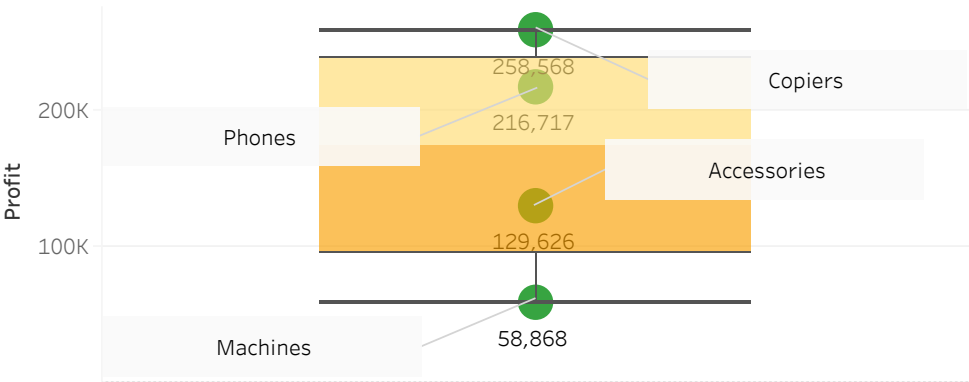 258,568
Copiers
200K
216,717
Phones
Accessories
Profit
129,626
100K
58,868
Machines